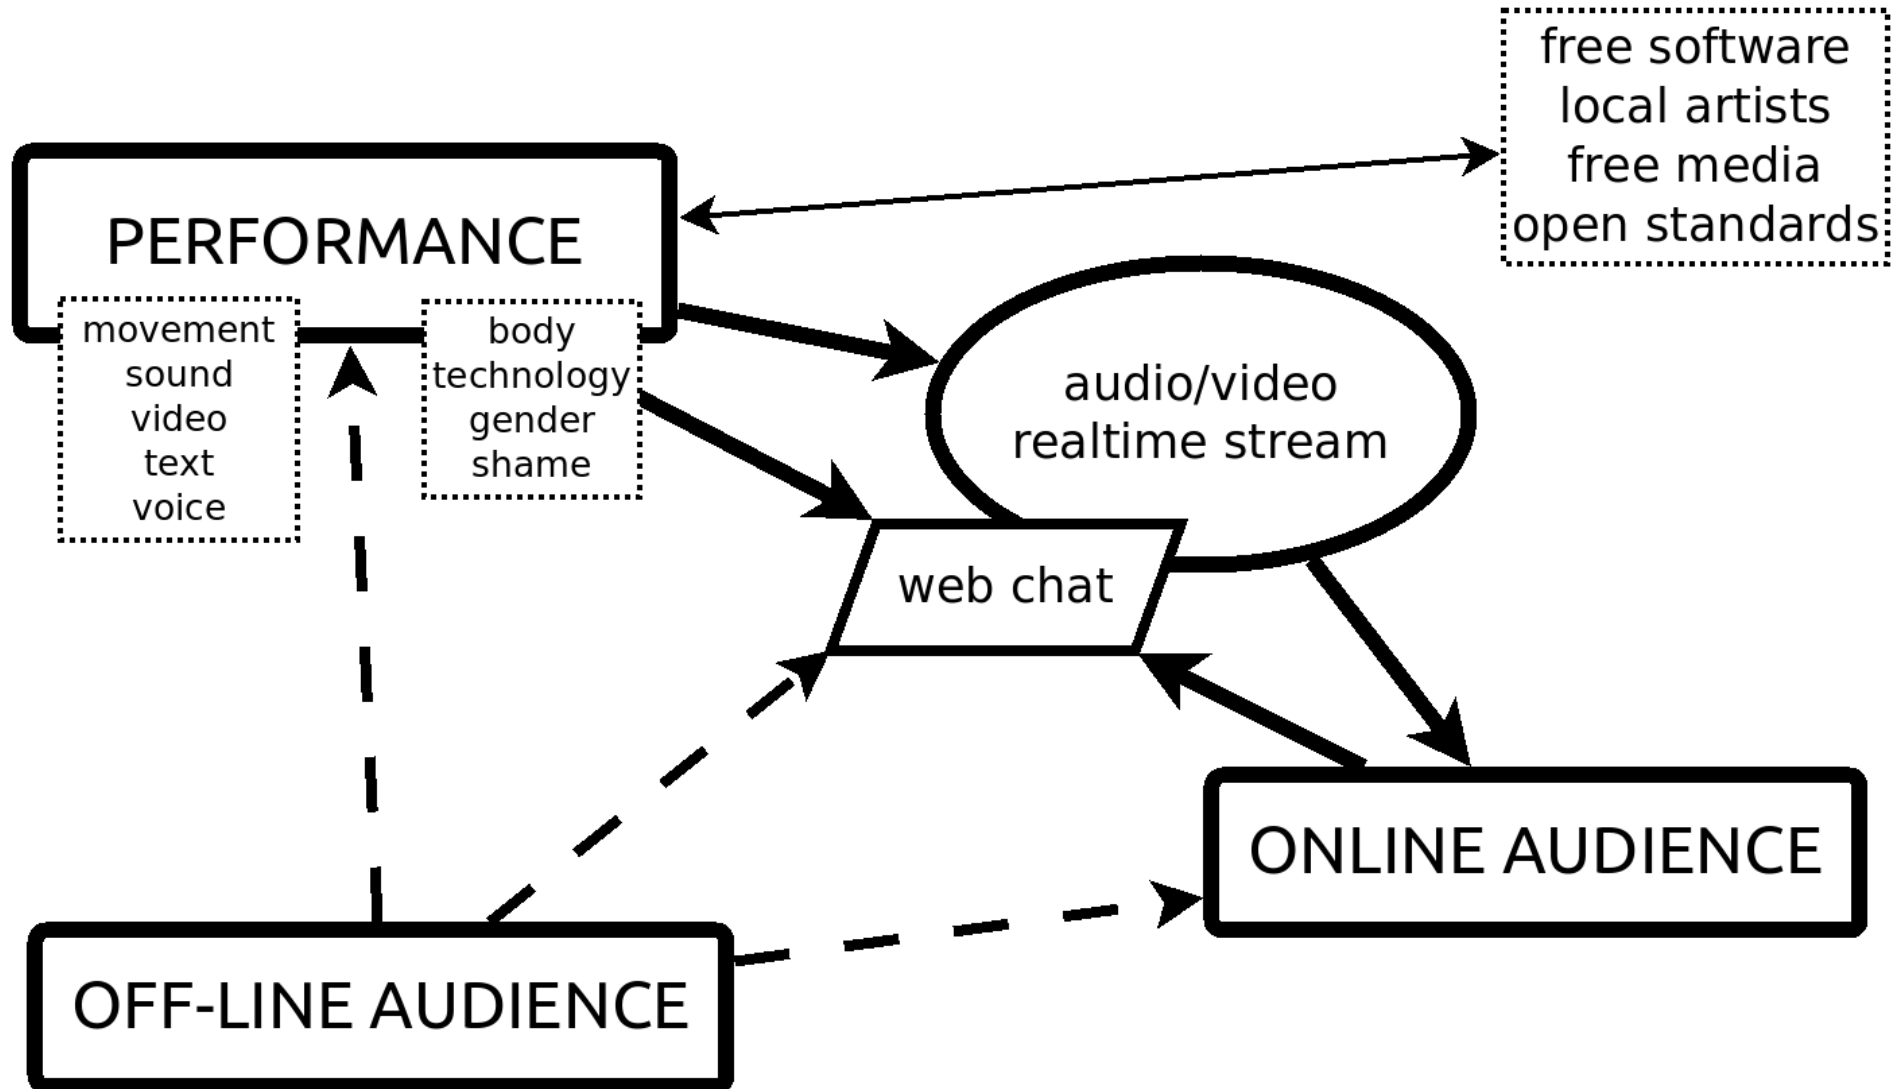 free software
local artists
free media
open standards
PERFORMANCE
movement
sound
video
text
voice
body
technology
gender
shame
audio/video
realtime stream
web chat
ONLINE AUDIENCE
OFF-LINE AUDIENCE